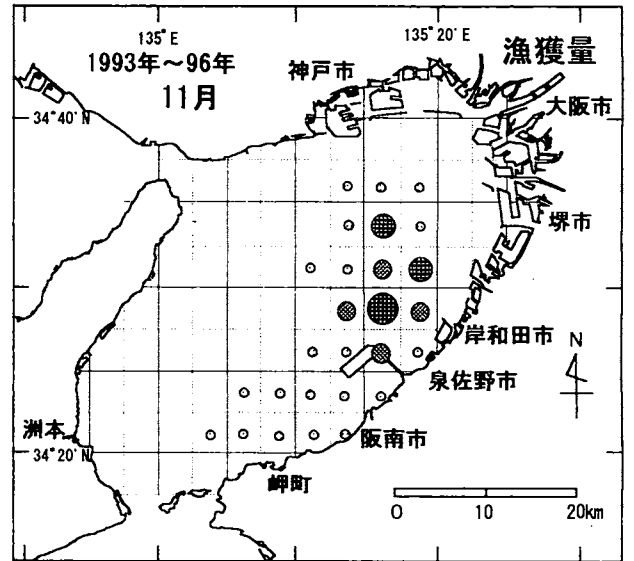 135°E
135°20′E
1993年～96年
11月
漁獲量
神戸市
大阪市
34°40′N
堺市
岸和田市
N
泉佐野市
洲本
阪南市
34°20′N
岬町
0 10 20km